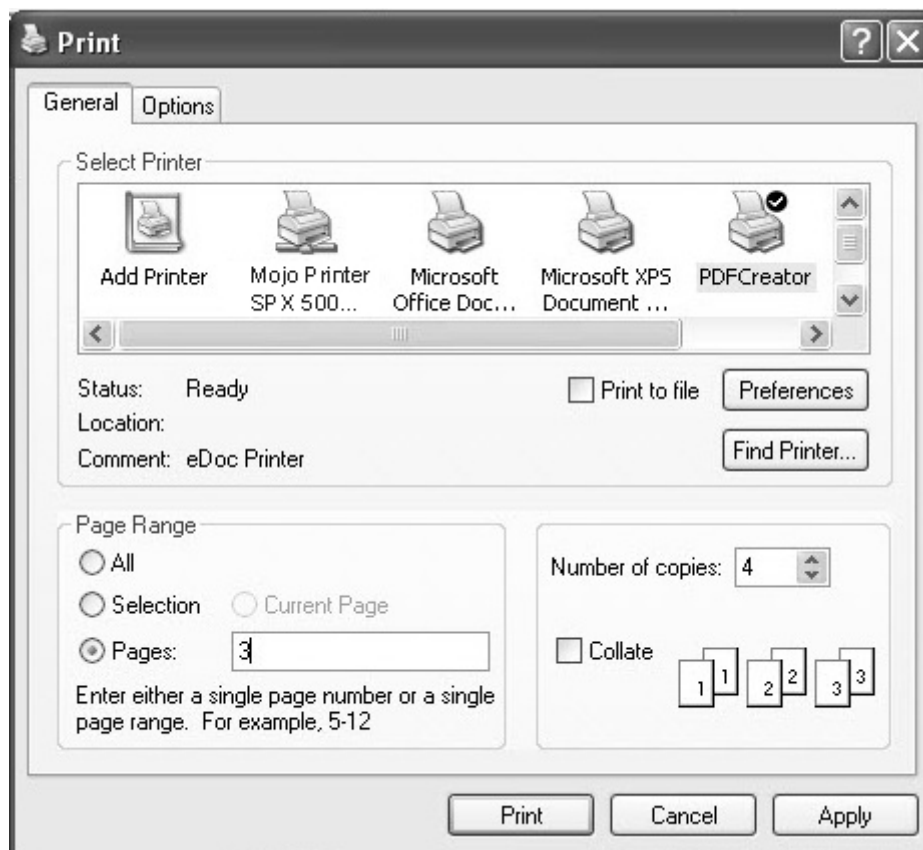 Print
General Options
Select Printer
Add Printer
Mojo Printer
SP X 500...
Microsoft
Office Doc...
Microsoft XPS
Document ...
PDFCreator
Status: Ready
Print to file
Preferences
Location:
Comment: eDoc Printer
Find Printer...
Page Range
All
Selection
Current Page
Pages: 3
Enter either a single page number or a single
page range. For example, 5-12
Number of copies: 4
Collate
1 1 2 2 3 3
Print Cancel Apply